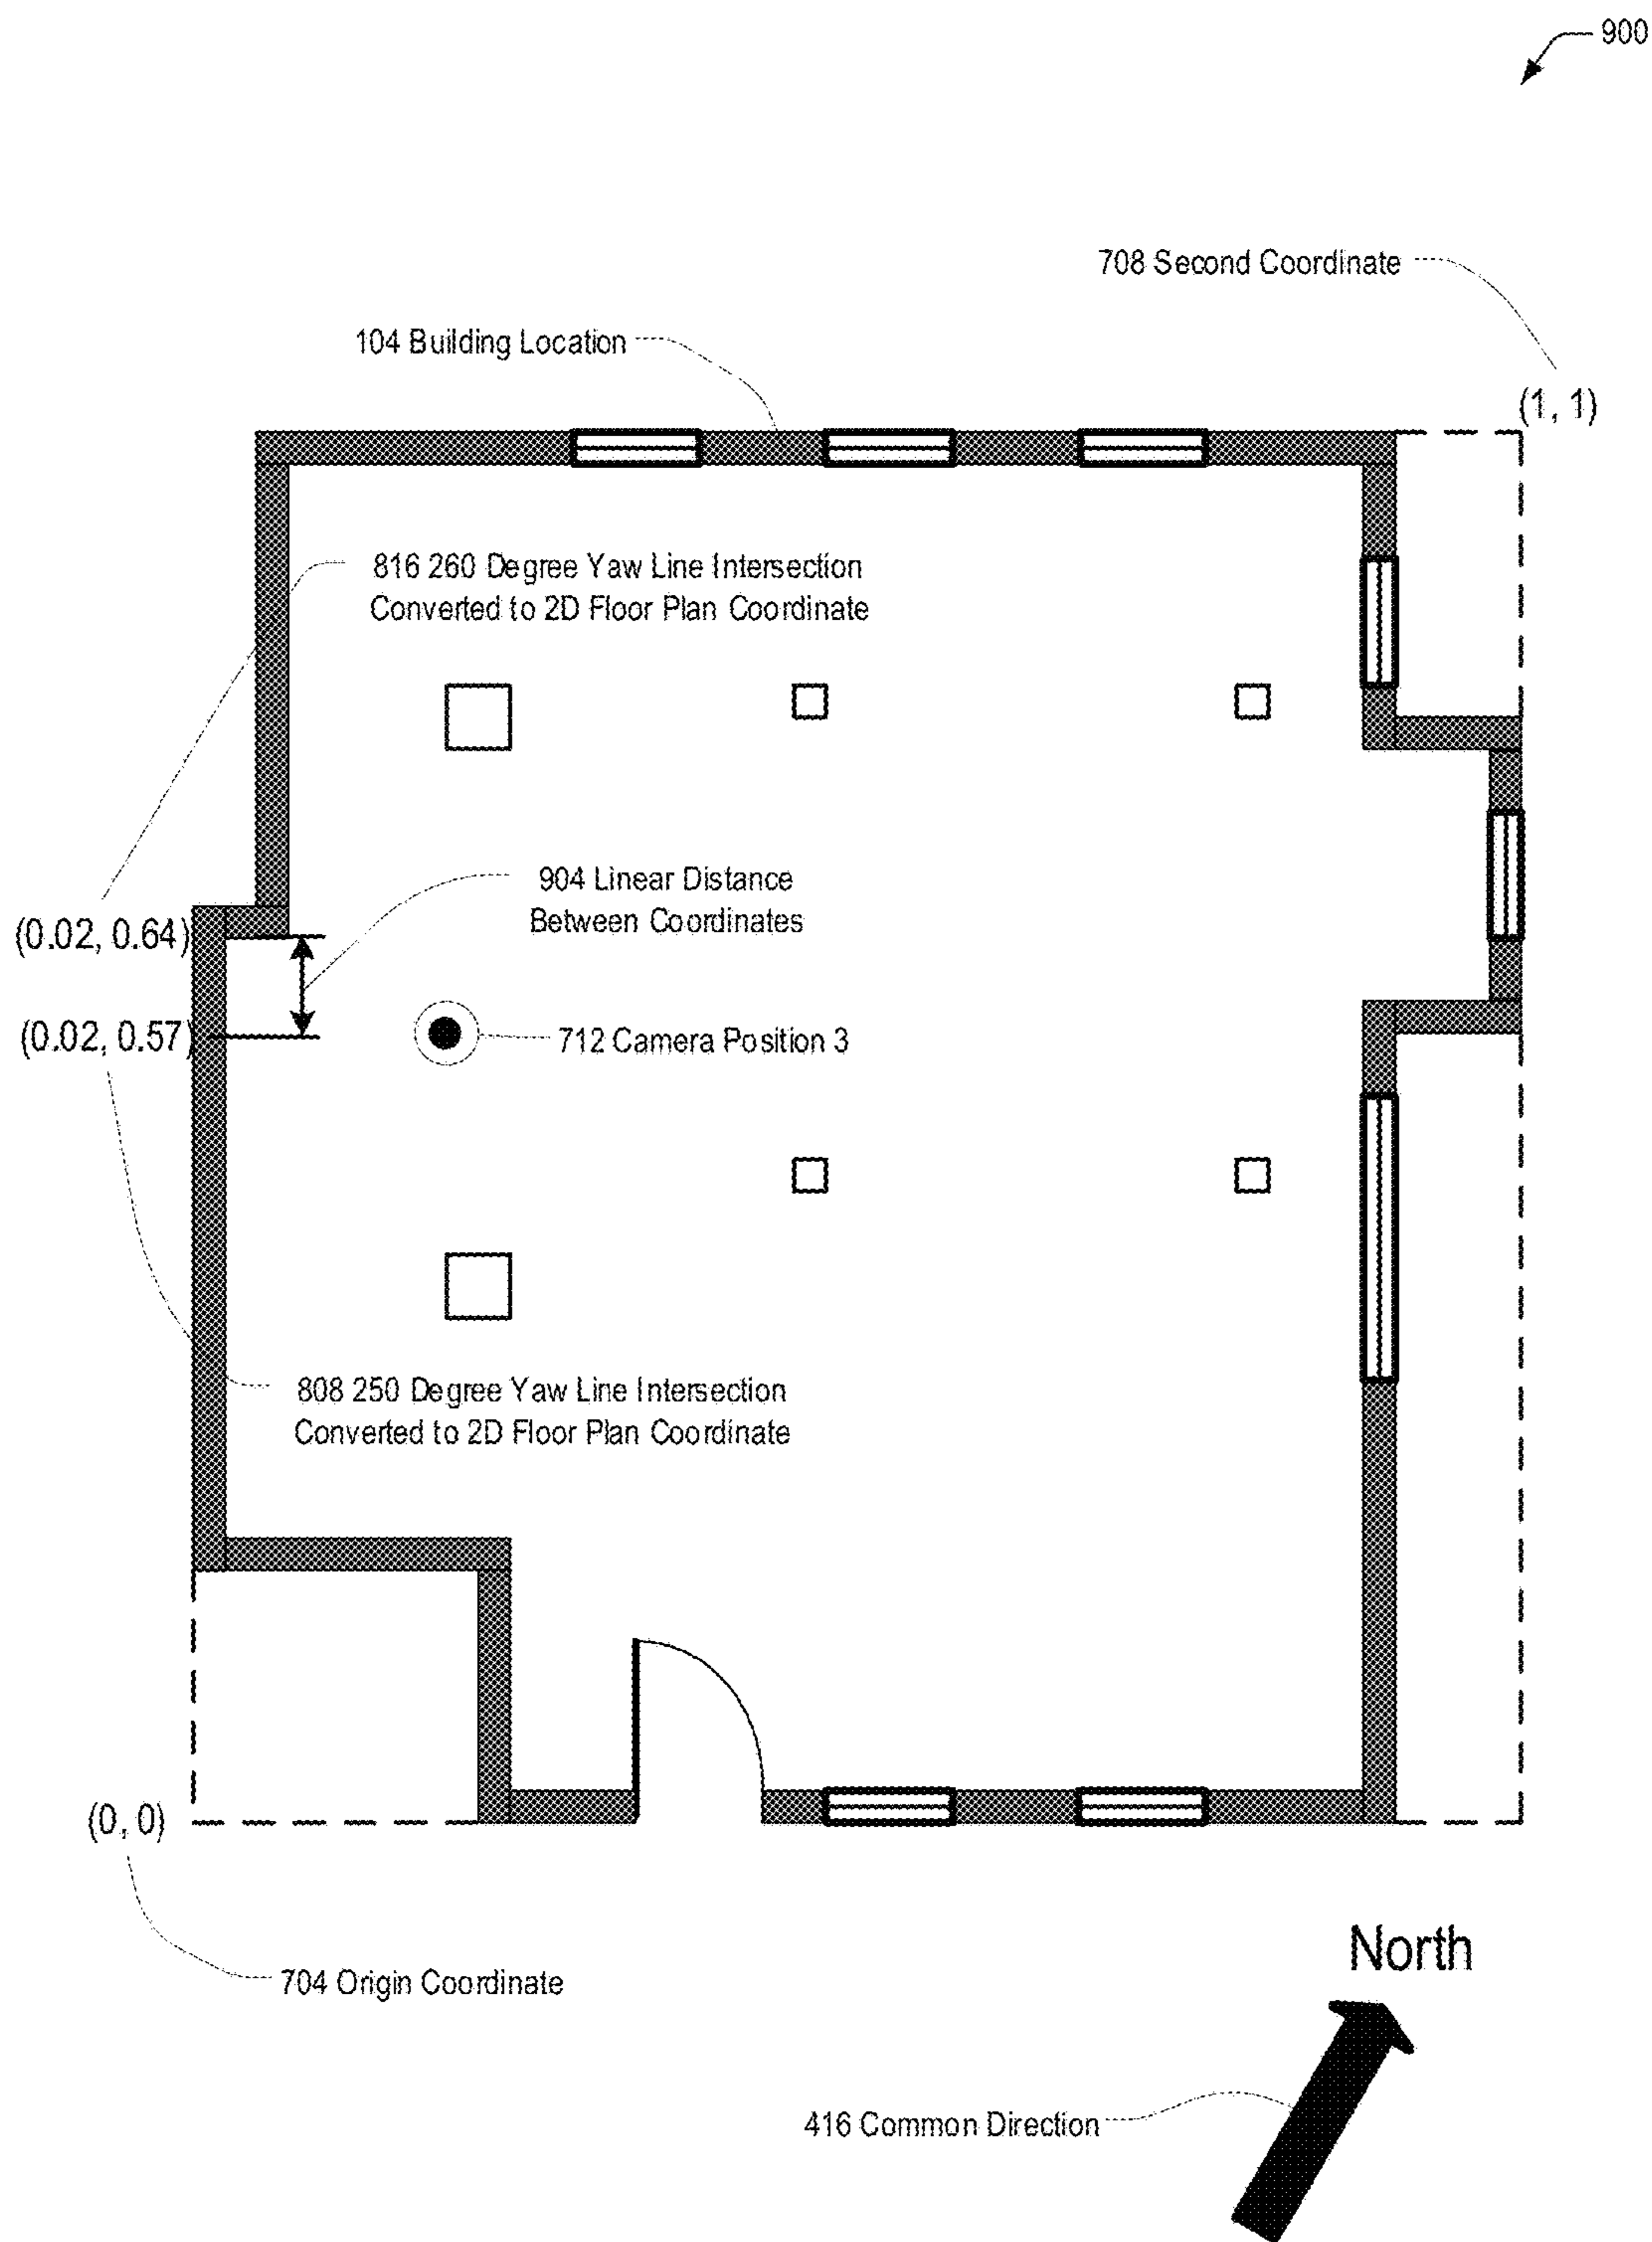 900
708 Second Coordinate
104 Building Location
(1, 1)
816 260 Degree Yaw Line Intersection
Converted to 2D Floor Plan Coordinate
904 Linear Distance
Between Coordinates
(0.02, 0.64)
(0.02, 0.57)
712 Camera Position 3
808 250 Degree Yaw Line Intersection
Converted to 2D Floor Plan Coordinate
(0, 0)
North
704 Origin Coordinate
416 Common Direction